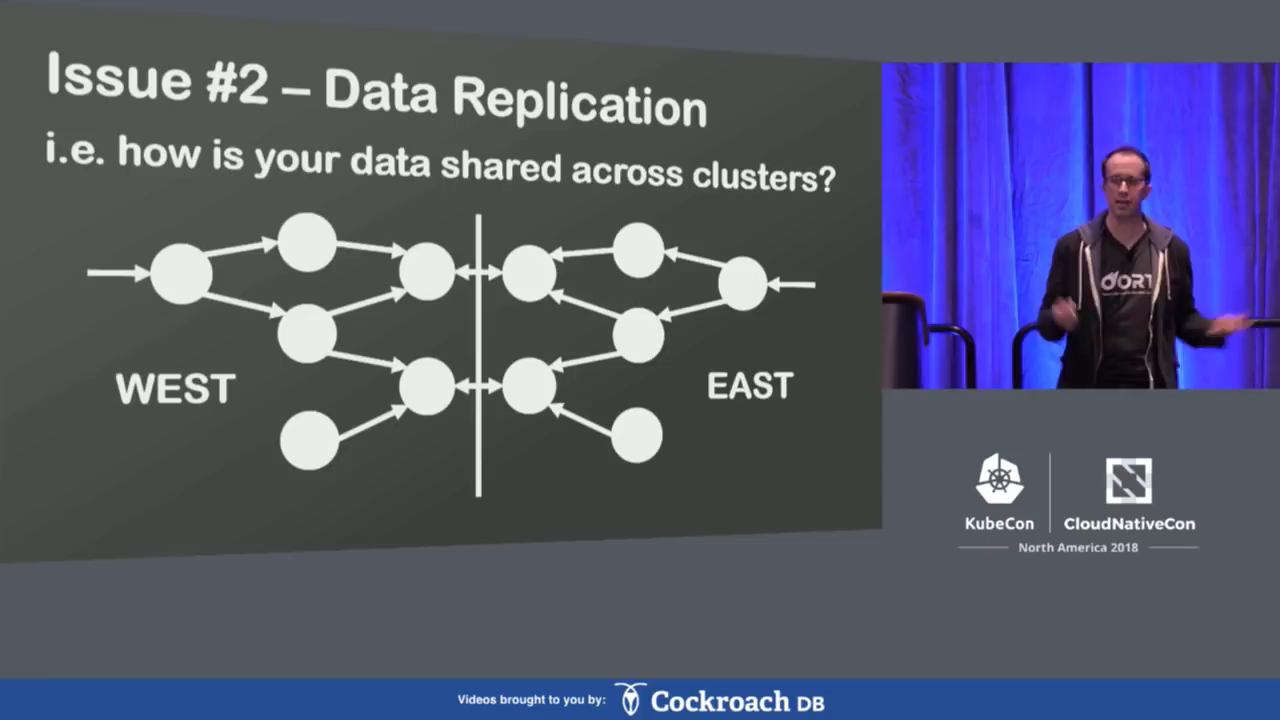 Issue #2 – Data Replication
i.e. how is your data shared across clusters?
WEST
EAST
KubeCon
CloudNativeCon
North America 2018
Videos brought to you by:
Cockroach DB